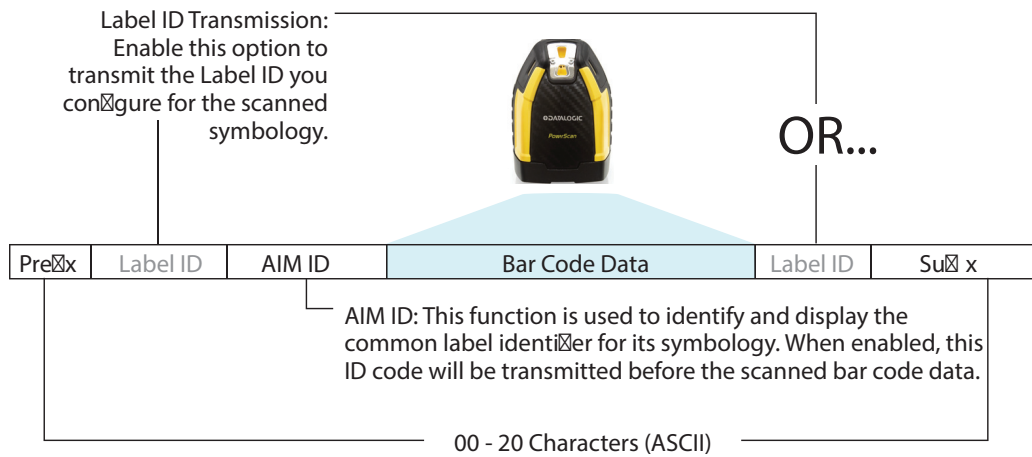 Label ID Transmission:
Enable this option to
transmit the Label ID you
con☒gure for the scanned
symbology.
DATALOGIC
PowerScan
OR...
Pre☒x Label ID AIM ID Bar Code Data Label ID Su☒ x
AIM ID: This function is used to identify and display the
common label identi☒er for its symbology. When enabled, this
ID code will be transmitted before the scanned bar code data.
00 - 20 Characters (ASCII)